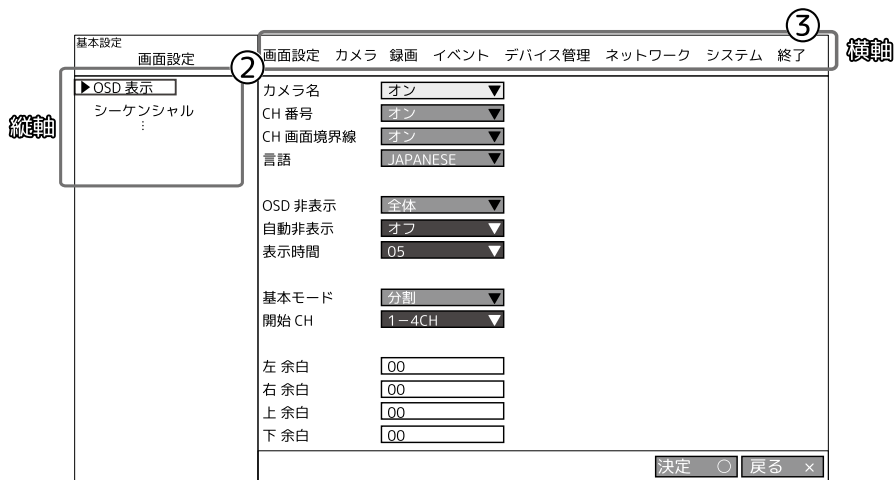 基本設定
画面設定
③
② 画面設定 カメラ 録画 イベント デバイス管理 ネットワーク システム 終了
横軸
縦軸
▶OSD 表示
シーケンシャル
⋮
カメラ名 オン ▼
CH 番号 オン ▼
CH 画面境界線 オン ▼
言語 JAPANESE ▼
OSD 非表示 全体 ▼
自動非表示 オフ ▼
表示時間 05 ▼
基本モード 分割 ▼
開始 CH 1−4CH ▼
左 余白 00
右 余白 00
上 余白 00
下 余白 00
決定 ○ 戻る ×